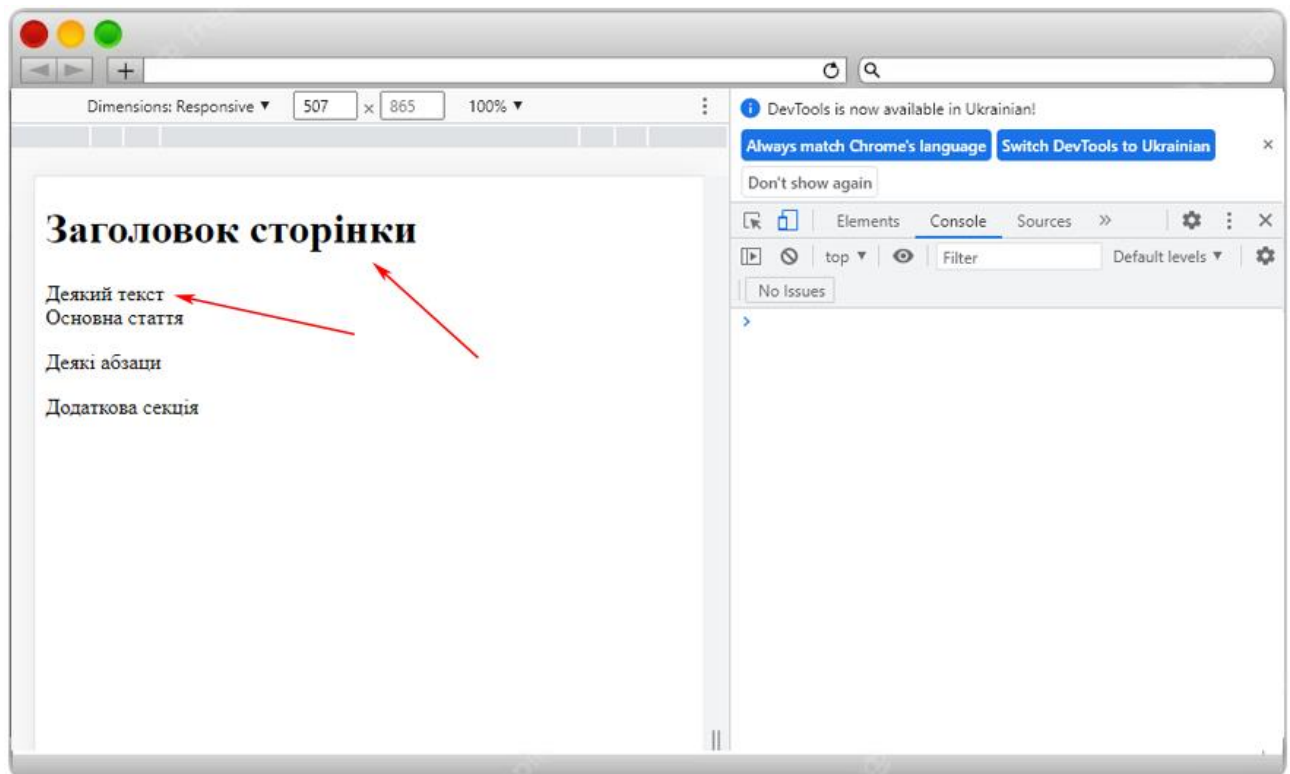 Dimensions: Responsive ▼ 507 × 865 100% ▼
DevTools is now available in Ukrainian!
Always match Chrome's language Switch DevTools to Ukrainian ×
Don't show again
Elements Console Sources »
top ▼ Filter Default levels ▼
No Issues
Заголовок сторінки
Деякий текст
Основна стаття
Деякі абзаци
Додаткова секція